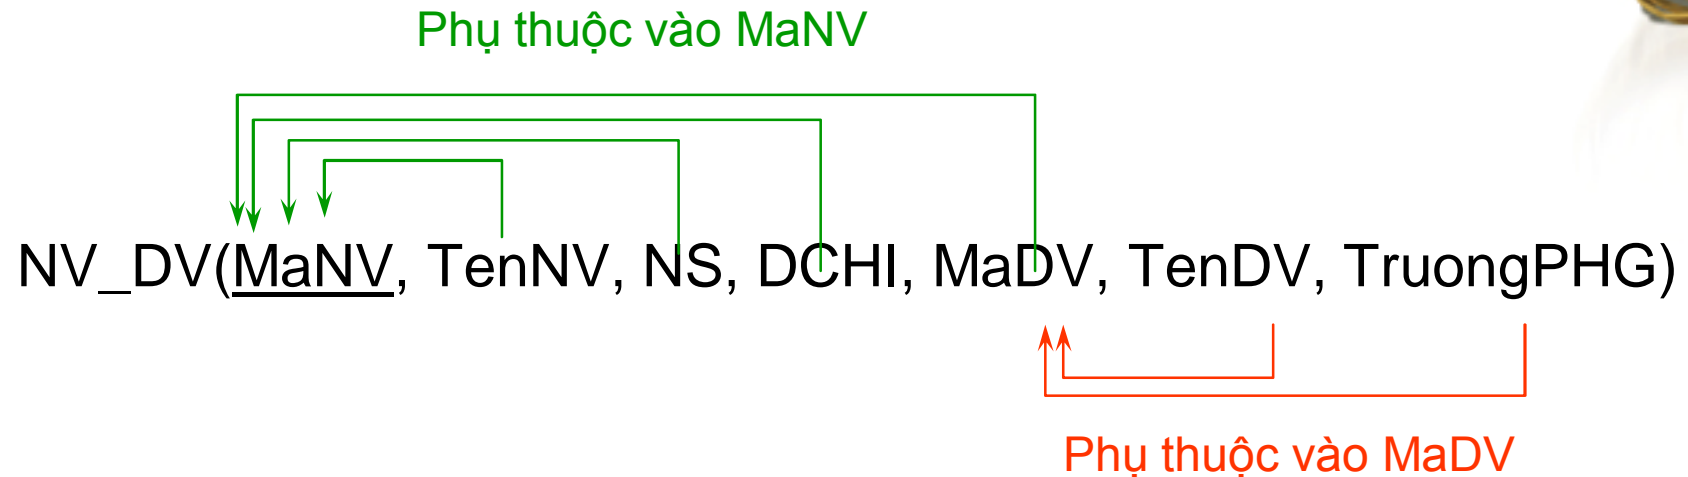 Phụ thuộc vào MaNV
NV_DV(MaNV, TenNV, NS, DCHI, MaDV, TenDV, TruongPHG)
Phụ thuộc vào MaDV